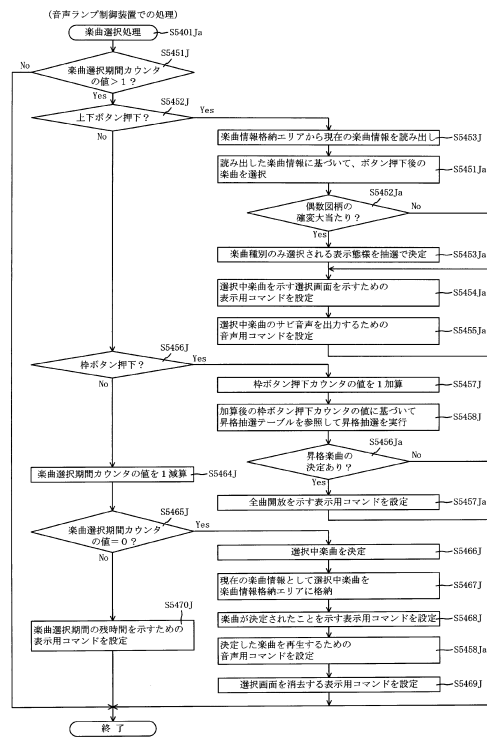 (音声ランプ制御装置での処理)
楽曲選択処理
S5401Ja
S5451J
楽曲選択期間カウンタ
の値>1?
No
Yes
S5452J
上下ボタン押下?
Yes
No
楽曲情報格納エリアから現在の楽曲情報を読み出し
S5453J
読み出した楽曲情報に基づいて、ボタン押下後の
楽曲を選択
S5451Ja
S5452Ja
偶数図柄の
確変大当たり?
No
Yes
楽曲種別のみ選択される表示態様を抽選で決定
S5453Ja
選択中楽曲を示す選択画面を示すための
表示用コマンドを設定
S5454Ja
選択中楽曲のサビ音声を出力するための
音声用コマンドを設定
S5455Ja
S5456J
枠ボタン押下?
Yes
No
枠ボタン押下カウンタの値を1加算
S5457J
加算後の枠ボタン押下カウンタの値に基づいて
昇格抽選テーブルを参照して昇格抽選を実行
S5458J
S5456Ja
昇格楽曲の
決定あり?
No
Yes
全曲開放を示す表示用コマンドを設定
S5457Ja
楽曲選択期間カウンタの値を1減算
S5464J
S5465J
楽曲選択期間カウンタ
の値=0?
Yes
No
選択中楽曲を決定
S5466J
現在の楽曲情報として選択中楽曲を
楽曲情報格納エリアに格納
S5467J
楽曲が決定されたことを示す表示用コマンドを設定
S5468J
決定した楽曲を再生するための
音声用コマンドを設定
S5458Ja
選択画面を消去する表示用コマンドを設定
S5469J
S5470J
楽曲選択期間の残時間を示すための
表示用コマンドを設定
終了